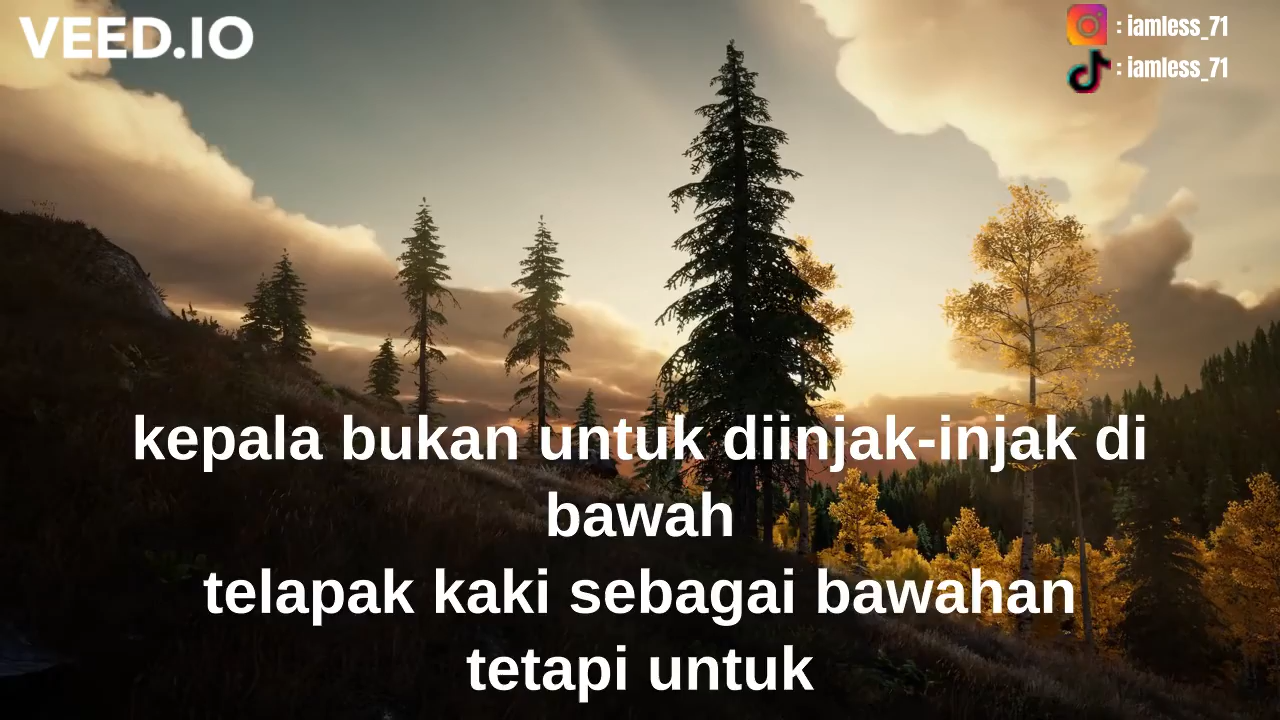 VEED.IO
: iamless_71
: iamless_71
kepala bukan untuk diinjak-injak di
bawah
telapak kaki sebagai bawahan
tetapi untuk